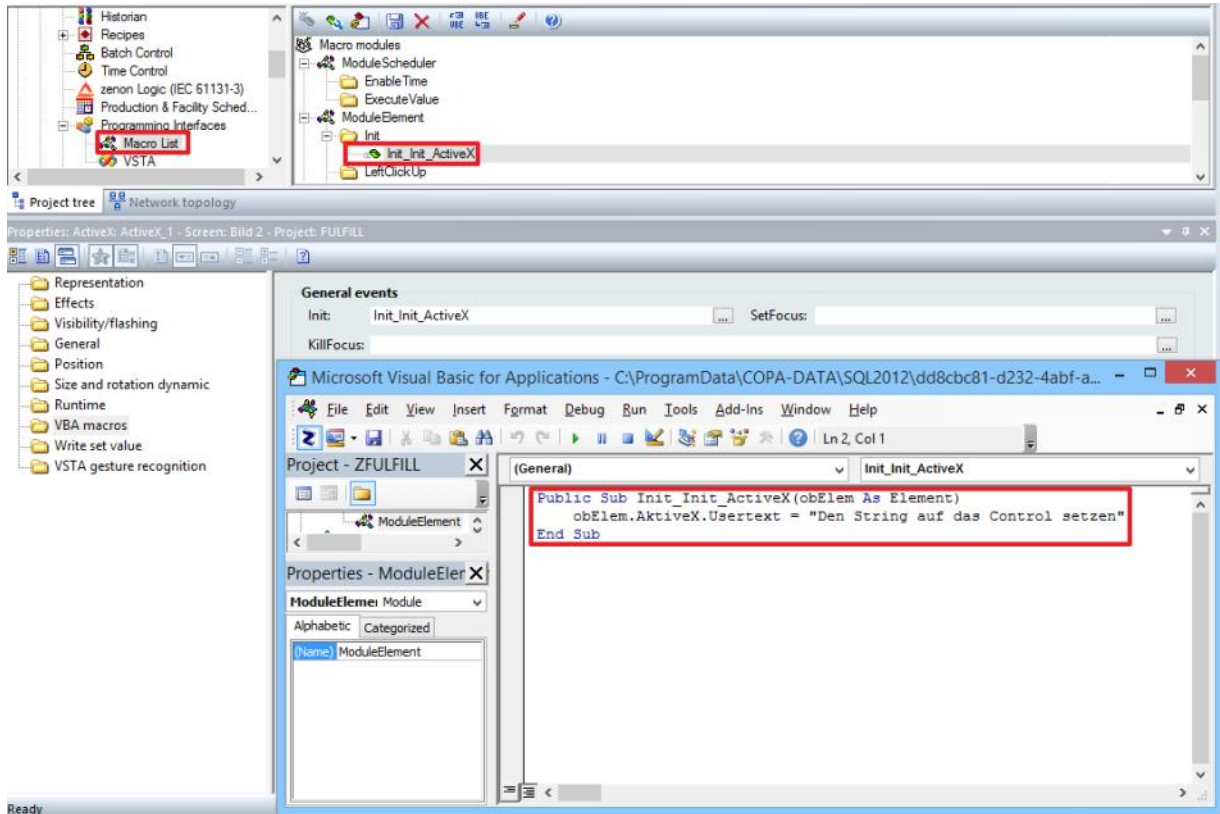 Historian
Recipes
Batch Control
Time Control
zenon Logic (IEC 61131-3)
Production & Facility Sched...
Programming Interfaces
Macro List
VSTA
Project tree
Network topology
Macro modules
ModuleScheduler
EnableTime
ExecuteValue
ModuleElement
Init
Init_Init_ActiveX
LeftClickUp
Properties: ActiveX: ActiveX_1 - Screen: Bild 2 - Project: FULFILL
Representation
Effects
Visibility/flashing
General
Position
Size and rotation dynamic
Runtime
VBA macros
Write set value
VSTA gesture recognition
General events
Init: Init_Init_ActiveX ... SetFocus: ...
KillFocus: ...
Microsoft Visual Basic for Applications - C:\ProgramData\COPA-DATA\SQL2012\dd8cbc81-d232-4abf-a...
File Edit View Insert Format Debug Run Tools Add-Ins Window Help
Ln 2, Col 1
Project - ZFULFILL
ModuleElement
Properties - ModuleEler
ModuleElemei Module
Alphabetic Categorized
(Name) ModuleElement
(General) Init_Init_ActiveX
Public Sub Init_Init_ActiveX(obElem As Element)
obElem.AktiveX.Usertext = "Den String auf das Control setzen"
End Sub
Ready